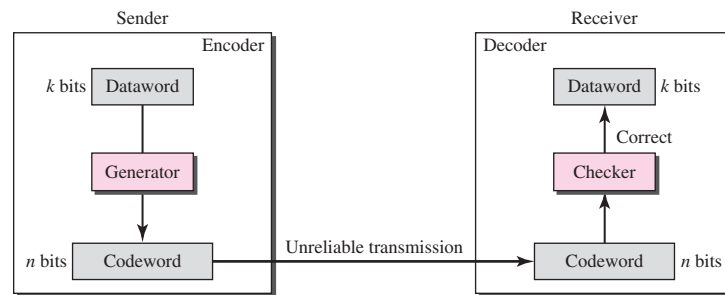 Sender
Receiver
Encoder
Decoder
k bits
Dataword
Dataword
k bits
Correct
Generator
Checker
Unreliable transmission
n bits
Codeword
Codeword
n bits